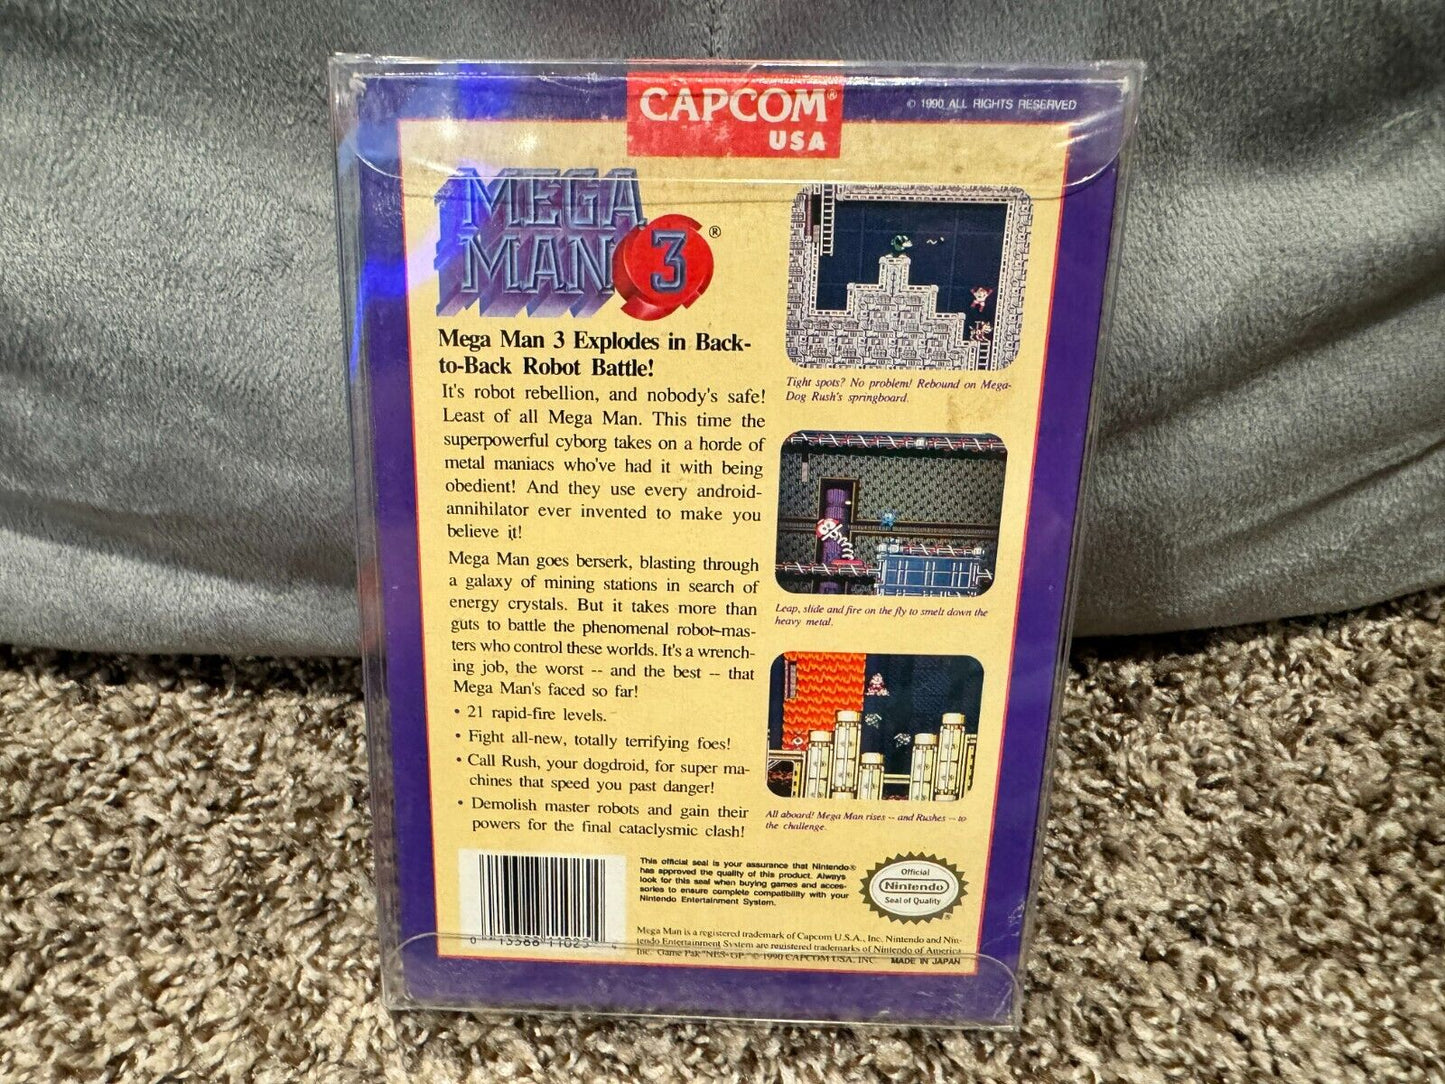 CAPCOM®
USA
© 1990 ALL RIGHTS RESERVED
MEGA
MAN 3 ®
Mega Man 3 Explodes in Back-
to-Back Robot Battle!
It's robot rebellion, and nobody's safe!
Least of all Mega Man. This time the
superpowerful cyborg takes on a horde of
metal maniacs who've had it with being
obedient! And they use every android-
annihilator ever invented to make you
believe it!
Mega Man goes berserk, blasting through
a galaxy of mining stations in search of
energy crystals. But it takes more than
guts to battle the phenomenal robot-mas-
ters who control these worlds. It's a wrench-
ing job, the worst -- and the best -- that
Mega Man's faced so far!
• 21 rapid-fire levels.
• Fight all-new, totally terrifying foes!
• Call Rush, your dogdroid, for super ma-
chines that speed you past danger!
• Demolish master robots and gain their
powers for the final cataclysmic clash!
Tight spots? No problem! Rebound on Mega-
Dog Rush's springboard.
Leap, slide and fire on the fly to smelt down the
heavy metal.
All aboard! Mega Man rises -- and Rushes -- to
the challenge.
0 13388 11025 4
This official seal is your assurance that Nintendo®
has approved the quality of this product. Always
look for this seal when buying games and acces-
sories to ensure complete compatibility with your
Nintendo Entertainment System.
Official
Nintendo
Seal of Quality
®
Mega Man is a registered trademark of Capcom U.S.A., Inc. Nintendo and Nin-
tendo Entertainment System are registered trademarks of Nintendo of America
Inc. Game Pak "NES-GP." © 1990 CAPCOM USA, INC. MADE IN JAPAN